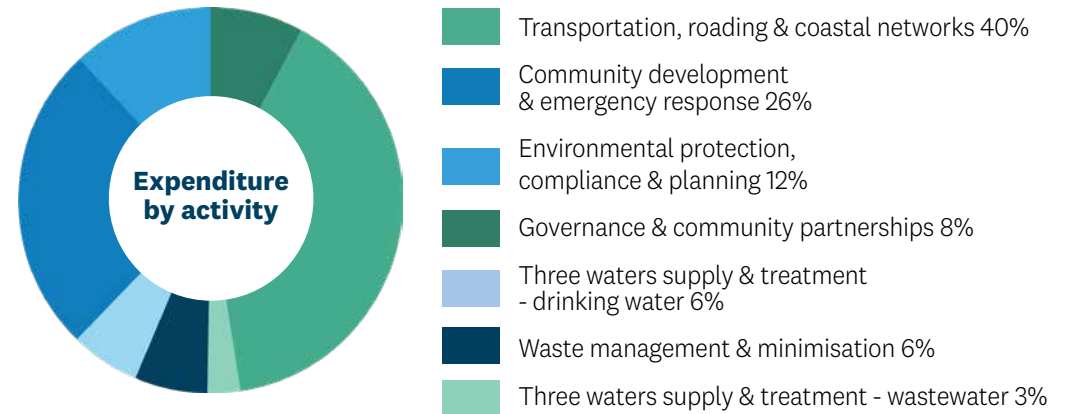 Expenditure
by activity
Transportation, roading & coastal networks 40%
Community development
& emergency response 26%
Environmental protection,
compliance & planning 12%
Governance & community partnerships 8%
Three waters supply & treatment
- drinking water 6%
Waste management & minimisation 6%
Three waters supply & treatment - wastewater 3%